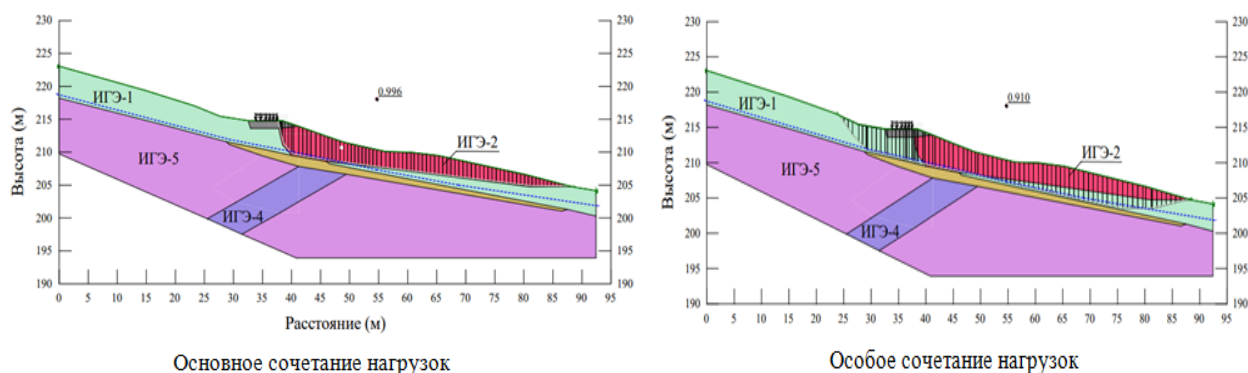 230
225
220
215
210
205
200
195
190
Высота (м)
0 5 10 15 20 25 30 35 40 45 50 55 60 65 70 75 80 85 90 95
Расстояние (м)
230
225
220
215
210
205
200
195
190
ИГЭ-1
ИГЭ-5
ИГЭ-4
ИГЭ-2
0.996
Основное сочетание нагрузок
230
225
220
215
210
205
200
195
190
Высота (м)
0 5 10 15 20 25 30 35 40 45 50 55 60 65 70 75 80 85 90 95
230
225
220
215
210
205
200
195
190
ИГЭ-1
ИГЭ-5
ИГЭ-4
ИГЭ-2
0.910
Особое сочетание нагрузок